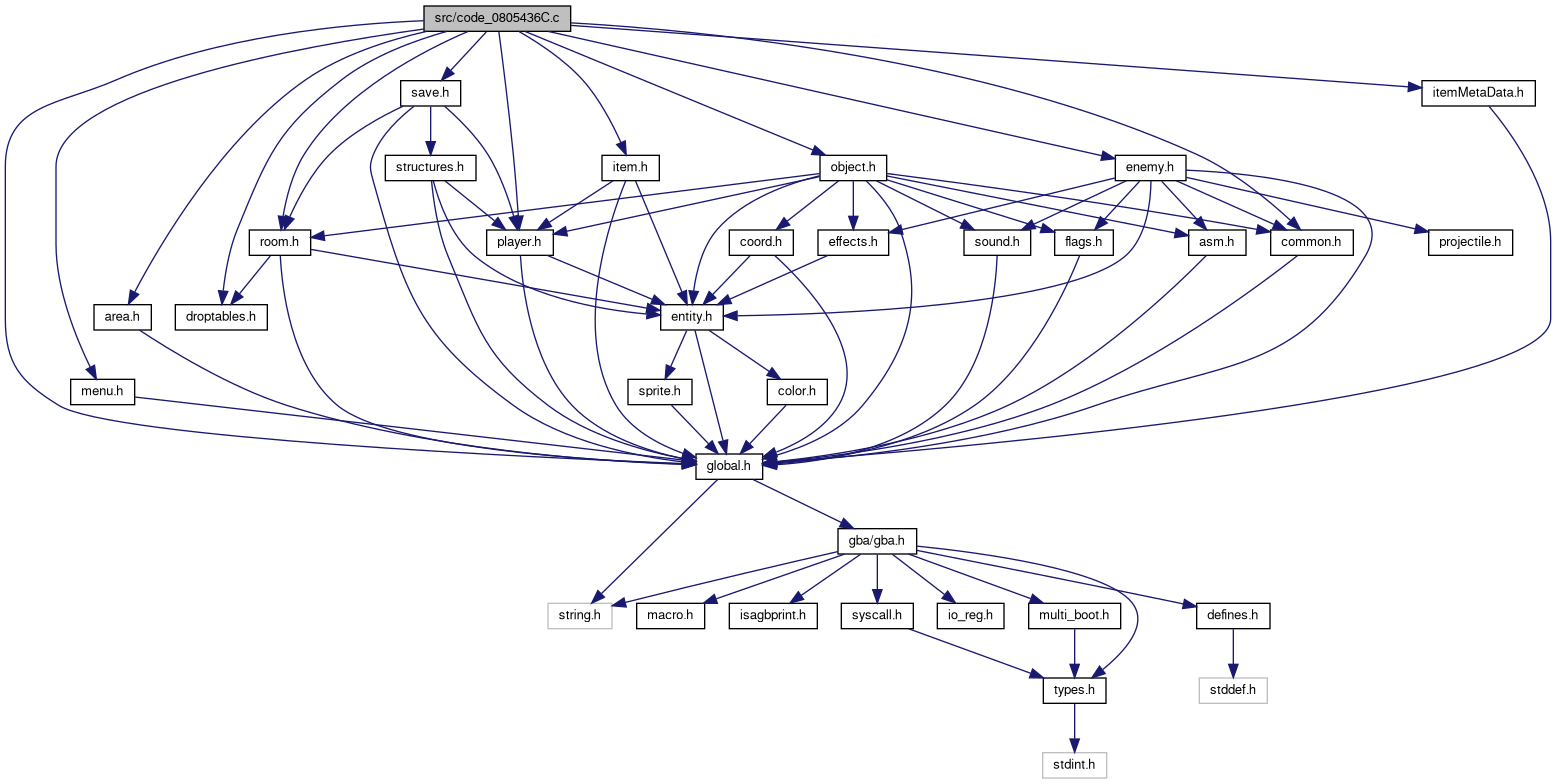 src/code_0805436C.c
save.h
itemMetaData.h
structures.h
item.h
object.h
enemy.h
room.h
player.h
coord.h
effects.h
sound.h
flags.h
asm.h
common.h
projectile.h
area.h
droptables.h
entity.h
menu.h
sprite.h
color.h
global.h
gba/gba.h
string.h
macro.h
isagbprint.h
syscall.h
io_reg.h
multi_boot.h
defines.h
types.h
stddef.h
stdint.h